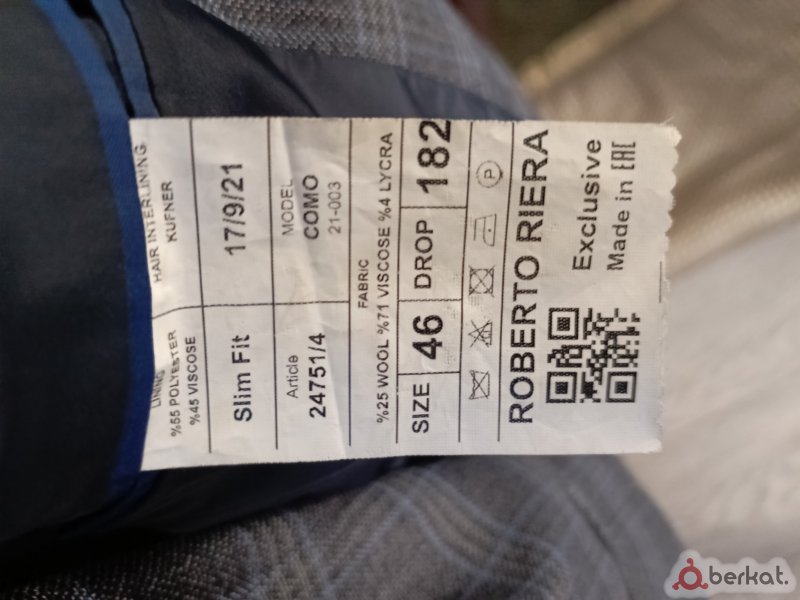 ROBERTO RIERA
Exclusive
Made in EAC
SIZE 46 DROP 182
FABRIC
%25 WOOL %71 VISCOSE %4 LYCRA
Article
24751/4
MODEL
COMO
21-003
Slim Fit
17/9/21
LINING
%55 POLYESTER
%45 VISCOSE
HAIR INTERLINING
KUFNER
berkat.